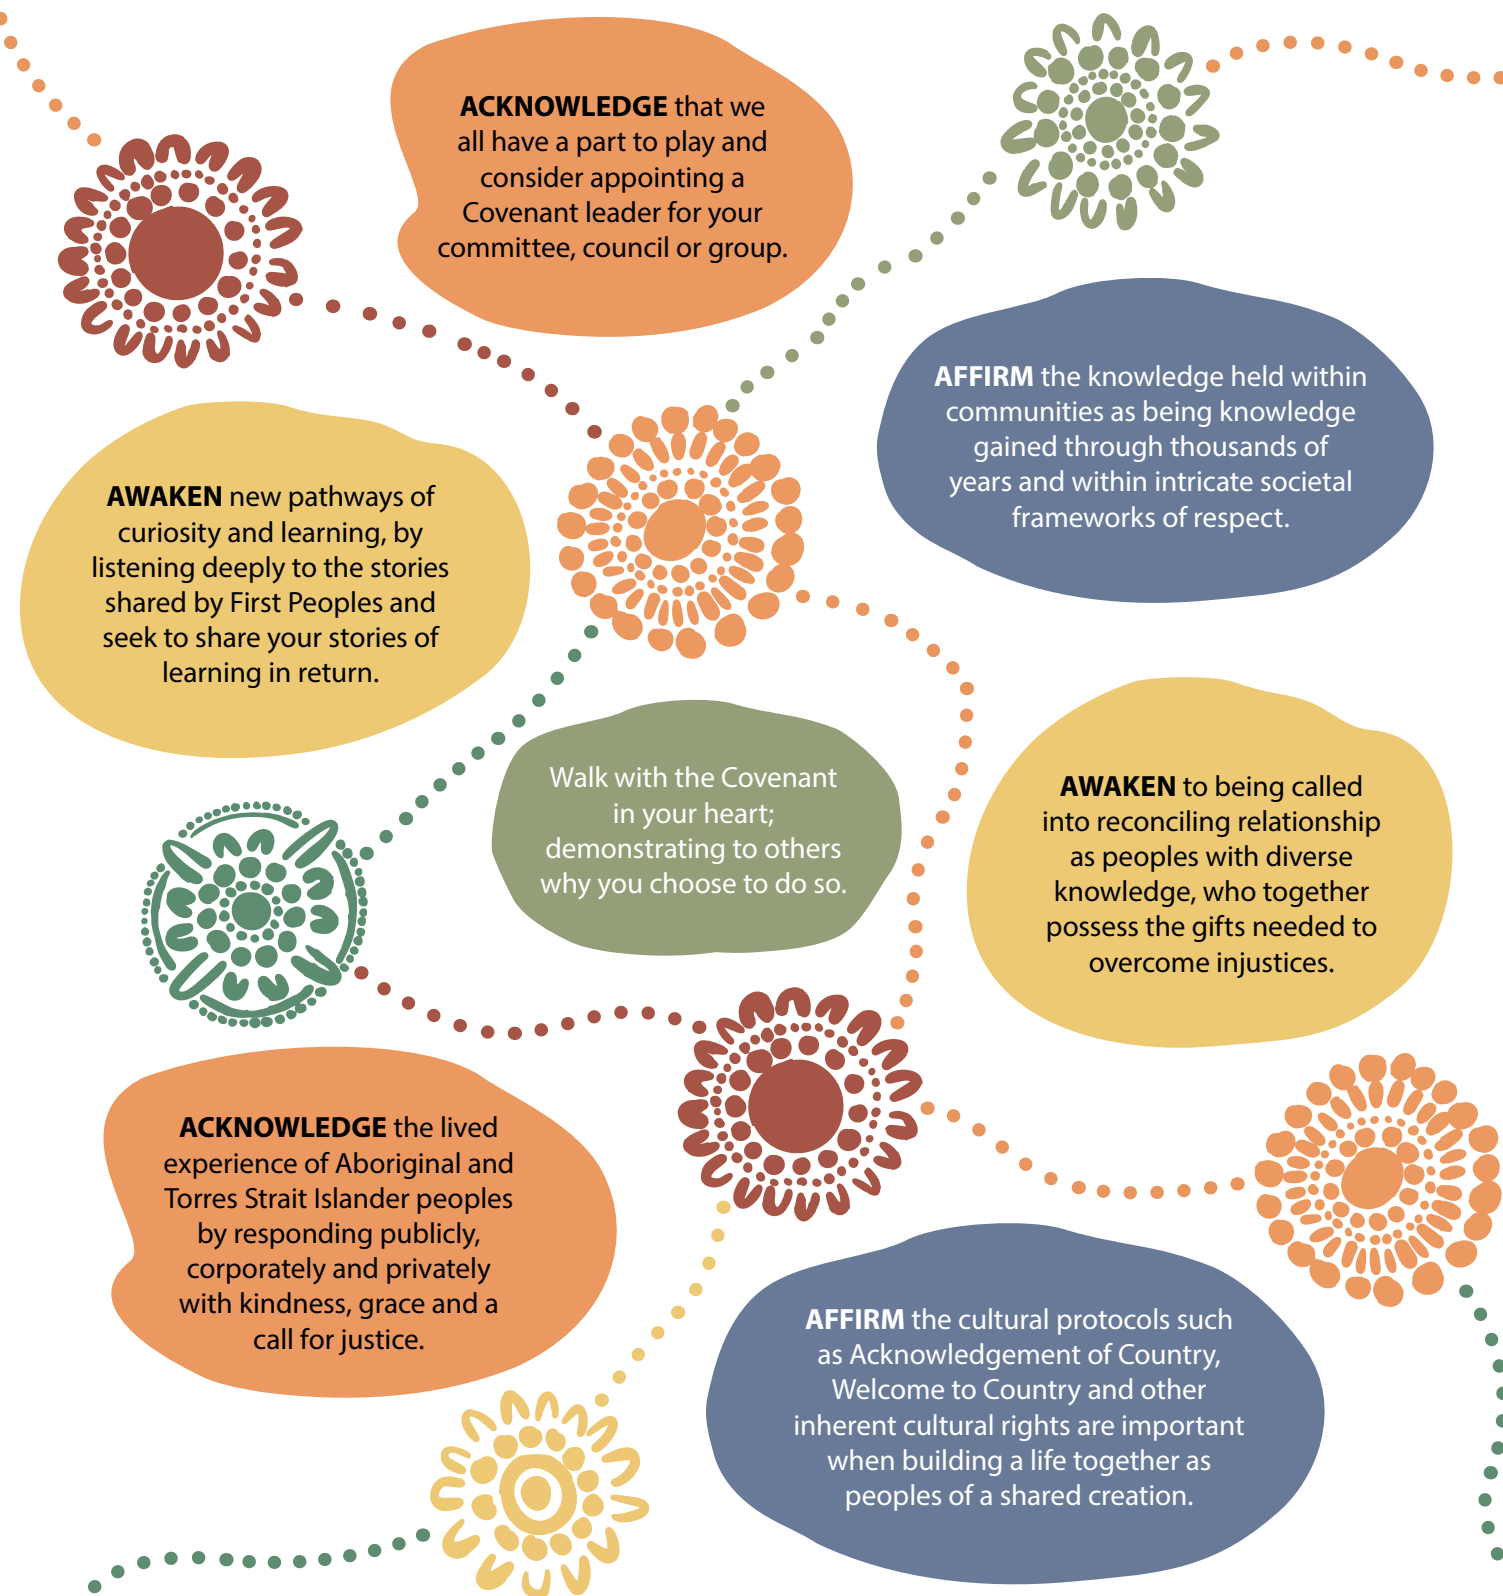 ACKNOWLEDGE that we
all have a part to play and
consider appointing a
Covenant leader for your
committee, council or group.
AFFIRM the knowledge held within
communities as being knowledge
gained through thousands of
years and within intricate societal
frameworks of respect.
AWAKEN new pathways of
curiosity and learning, by
listening deeply to the stories
shared by First Peoples and
seek to share your stories of
learning in return.
Walk with the Covenant
in your heart;
demonstrating to others
why you choose to do so.
AWAKEN to being called
into reconciling relationship
as peoples with diverse
knowledge, who together
possess the gifts needed to
overcome injustices.
ACKNOWLEDGE the lived
experience of Aboriginal and
Torres Strait Islander peoples
by responding publicly,
corporately and privately
with kindness, grace and a
call for justice.
AFFIRM the cultural protocols such
as Acknowledgement of Country,
Welcome to Country and other
inherent cultural rights are important
when building a life together as
peoples of a shared creation.